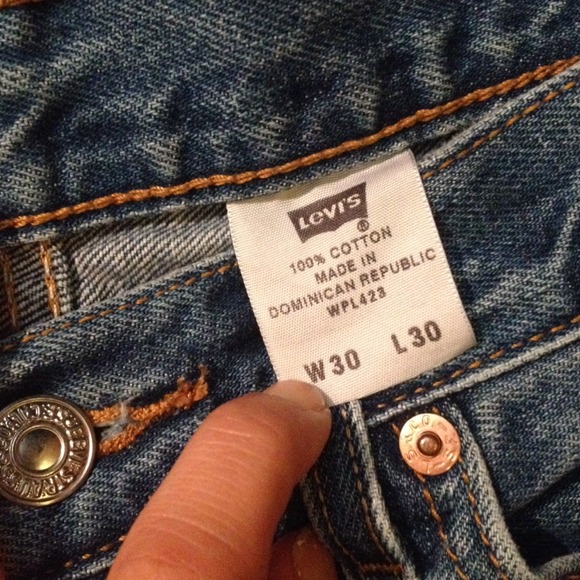 Levi's
®
100% COTTON
MADE IN
DOMINICAN REPUBLIC
WPL423
W30 L30